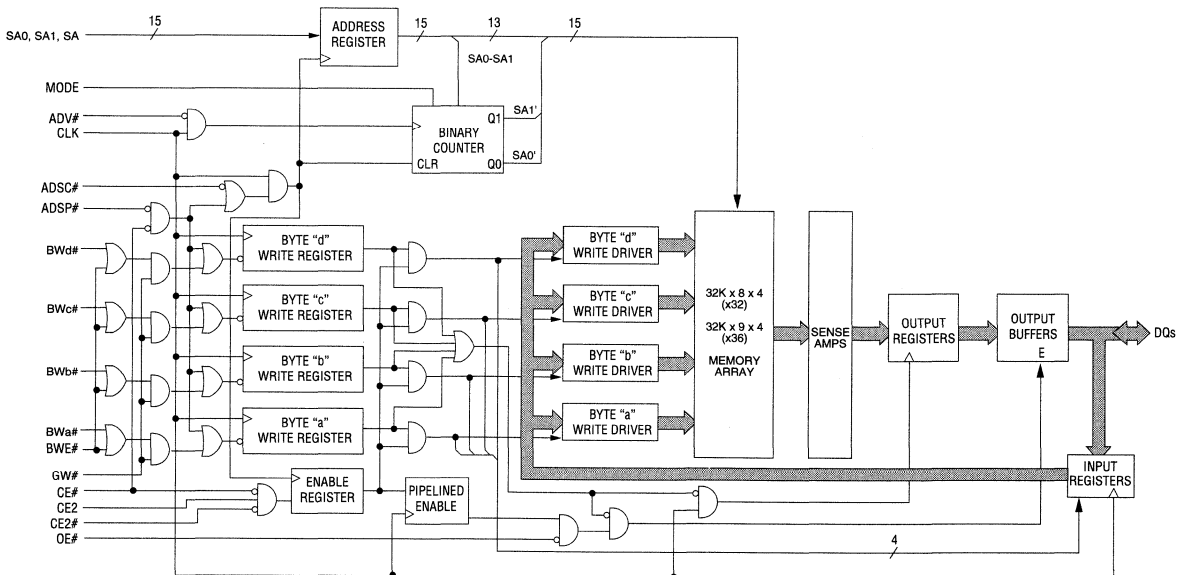 15
SA0, SA1, SA
ADDRESS
REGISTER
15
13
15
SA0-SA1
MODE
ADV#
CLK
BINARY
COUNTER
Q1
SA1'
CLR
Q0
SA0'
ADSC#
ADSP#
BWd#
BYTE "d"
WRITE REGISTER
BYTE "d"
WRITE DRIVER
BWc#
BYTE "c"
WRITE REGISTER
BYTE "c"
WRITE DRIVER
32K x 8 x 4
(x32)
32K x 9 x 4
(x36)
MEMORY
ARRAY
SENSE
AMPS
OUTPUT
REGISTERS
OUTPUT
BUFFERS
E
DQs
BWb#
BYTE "b"
WRITE REGISTER
BYTE "b"
WRITE DRIVER
BWa#
BWE#
BYTE "a"
WRITE REGISTER
BYTE "a"
WRITE DRIVER
GW#
CE#
CE2
CE2#
OE#
ENABLE
REGISTER
PIPELINED
ENABLE
INPUT
REGISTERS
4